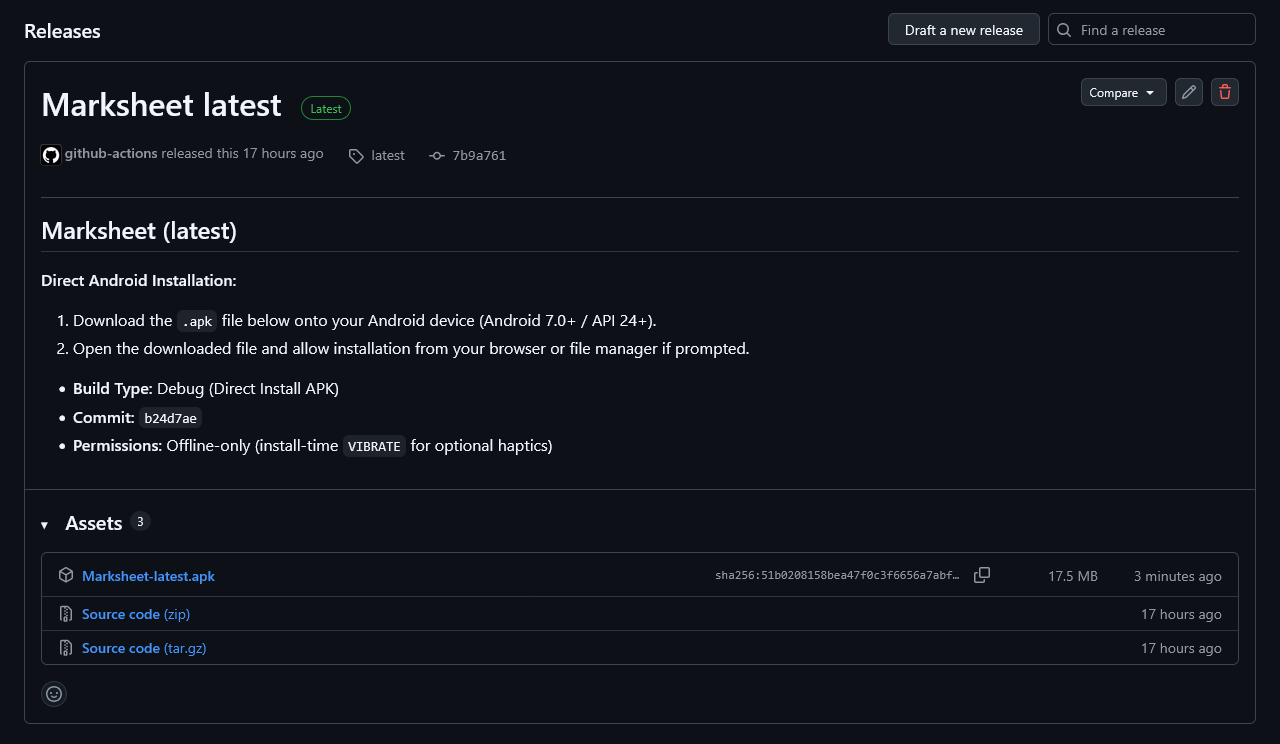 Releases
Draft a new release
Find a release
Marksheet latest
Latest
Compare
github-actions released this 17 hours ago
latest
7b9a761
Marksheet (latest)
Direct Android Installation:
1. Download the .apk file below onto your Android device (Android 7.0+ / API 24+).
2. Open the downloaded file and allow installation from your browser or file manager if prompted.
• Build Type: Debug (Direct Install APK)
• Commit: b24d7ae
• Permissions: Offline-only (install-time VIBRATE for optional haptics)
Assets 3
Marksheet-latest.apk
sha256:51b0208158bea47f0c3f6656a7abf…
17.5 MB
3 minutes ago
Source code (zip)
17 hours ago
Source code (tar.gz)
17 hours ago